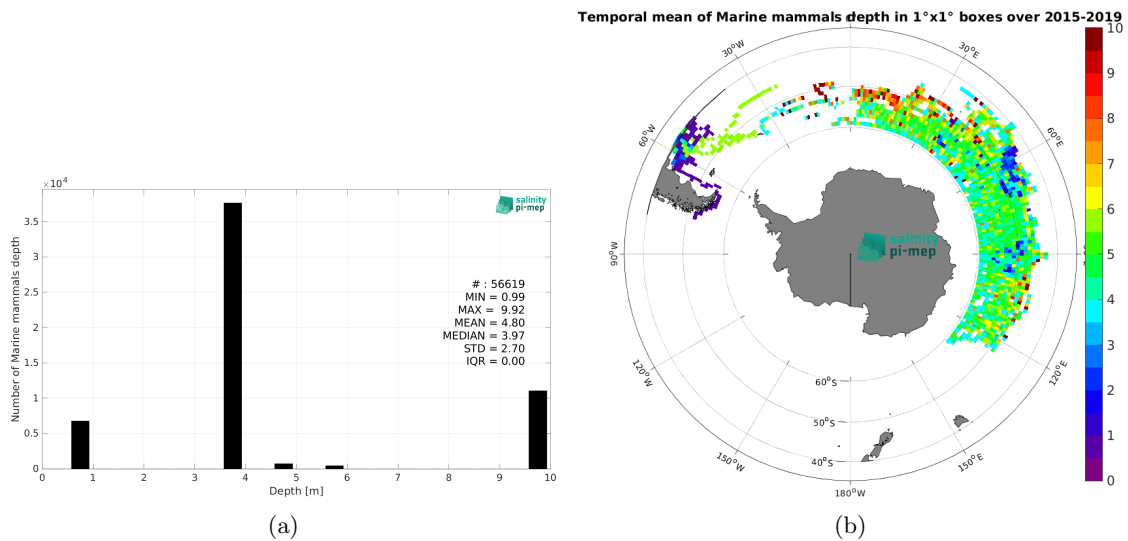 ×10⁴
3.5
3
2.5
2
1.5
1
0.5
0
Number of Marine mammals depth
0 1 2 3 4 5 6 7 8 9 10
Depth [m]
salinity
pi-mep
# : 56619
MIN = 0.99
MAX = 9.92
MEAN = 4.80
MEDIAN = 3.97
STD = 2.70
IQR = 0.00
(a)
Temporal mean of Marine mammals depth in 1°x1° boxes over 2015-2019
30°W
30°E
60°W
60°E
90°W
120°W
120°E
150°W
150°E
180°W
60°S
50°S
40°S
salinity
pi-mep
10
9
8
7
6
5
4
3
2
1
0
(b)